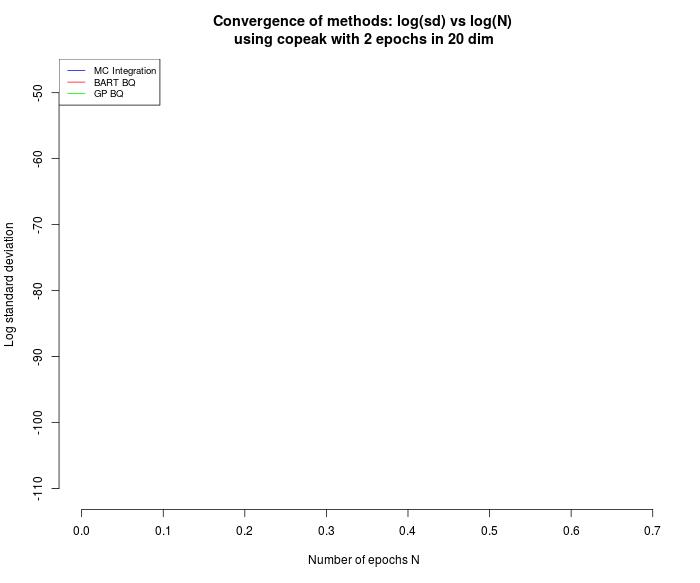 Convergence of methods: log(sd) vs log(N)
using copeak with 2 epochs in 20 dim
MC Integration
BART BQ
GP BQ
Log standard deviation
-50
-60
-70
-80
-90
-100
-110
0.0 0.1 0.2 0.3 0.4 0.5 0.6 0.7
Number of epochs N